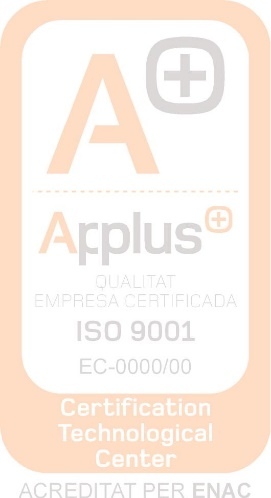 A+
Applus+
QUALITAT
EMPRESA CERTIFICADA
ISO 9001
EC-0000/00
Certification
Technological
Center
ACREDITAT PER ENAC